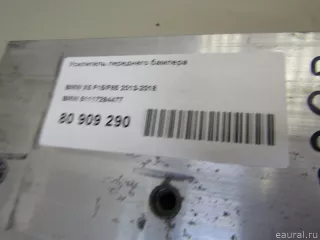 Усилитель переднего бампера
BMW X5 F15/F85 2013-2018
BMW 51117294477
80 909 290
eaural.ru